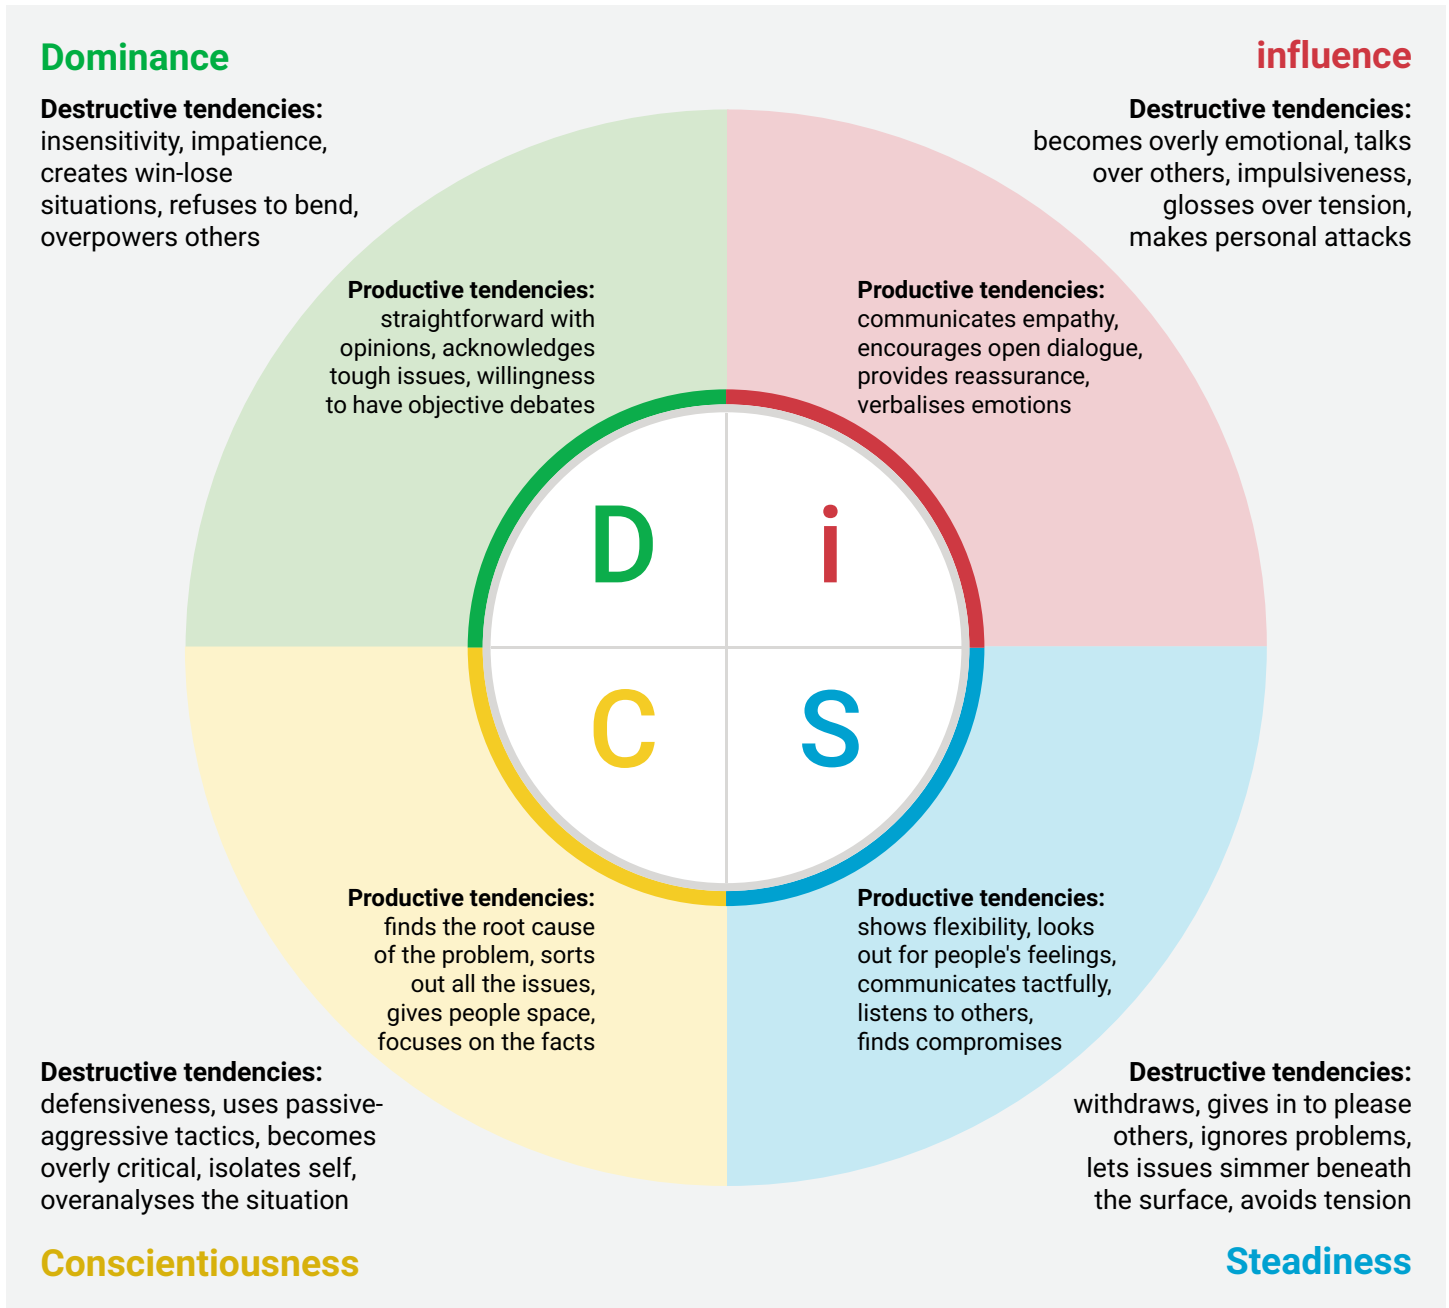 Dominance
Destructive tendencies:
insensitivity, impatience,
creates win-lose
situations, refuses to bend,
overpowers others
influence
Destructive tendencies:
becomes overly emotional, talks
over others, impulsiveness,
glosses over tension,
makes personal attacks
Productive tendencies:
straightforward with
opinions, acknowledges
tough issues, willingness
to have objective debates
Productive tendencies:
communicates empathy,
encourages open dialogue,
provides reassurance,
verbalises emotions
D
i
C
S
Productive tendencies:
finds the root cause
of the problem, sorts
out all the issues,
gives people space,
focuses on the facts
Productive tendencies:
shows flexibility, looks
out for people's feelings,
communicates tactfully,
listens to others,
finds compromises
Destructive tendencies:
defensiveness, uses passive-
aggressive tactics, becomes
overly critical, isolates self,
overanalyses the situation
Conscientiousness
Destructive tendencies:
withdraws, gives in to please
others, ignores problems,
lets issues simmer beneath
the surface, avoids tension
Steadiness